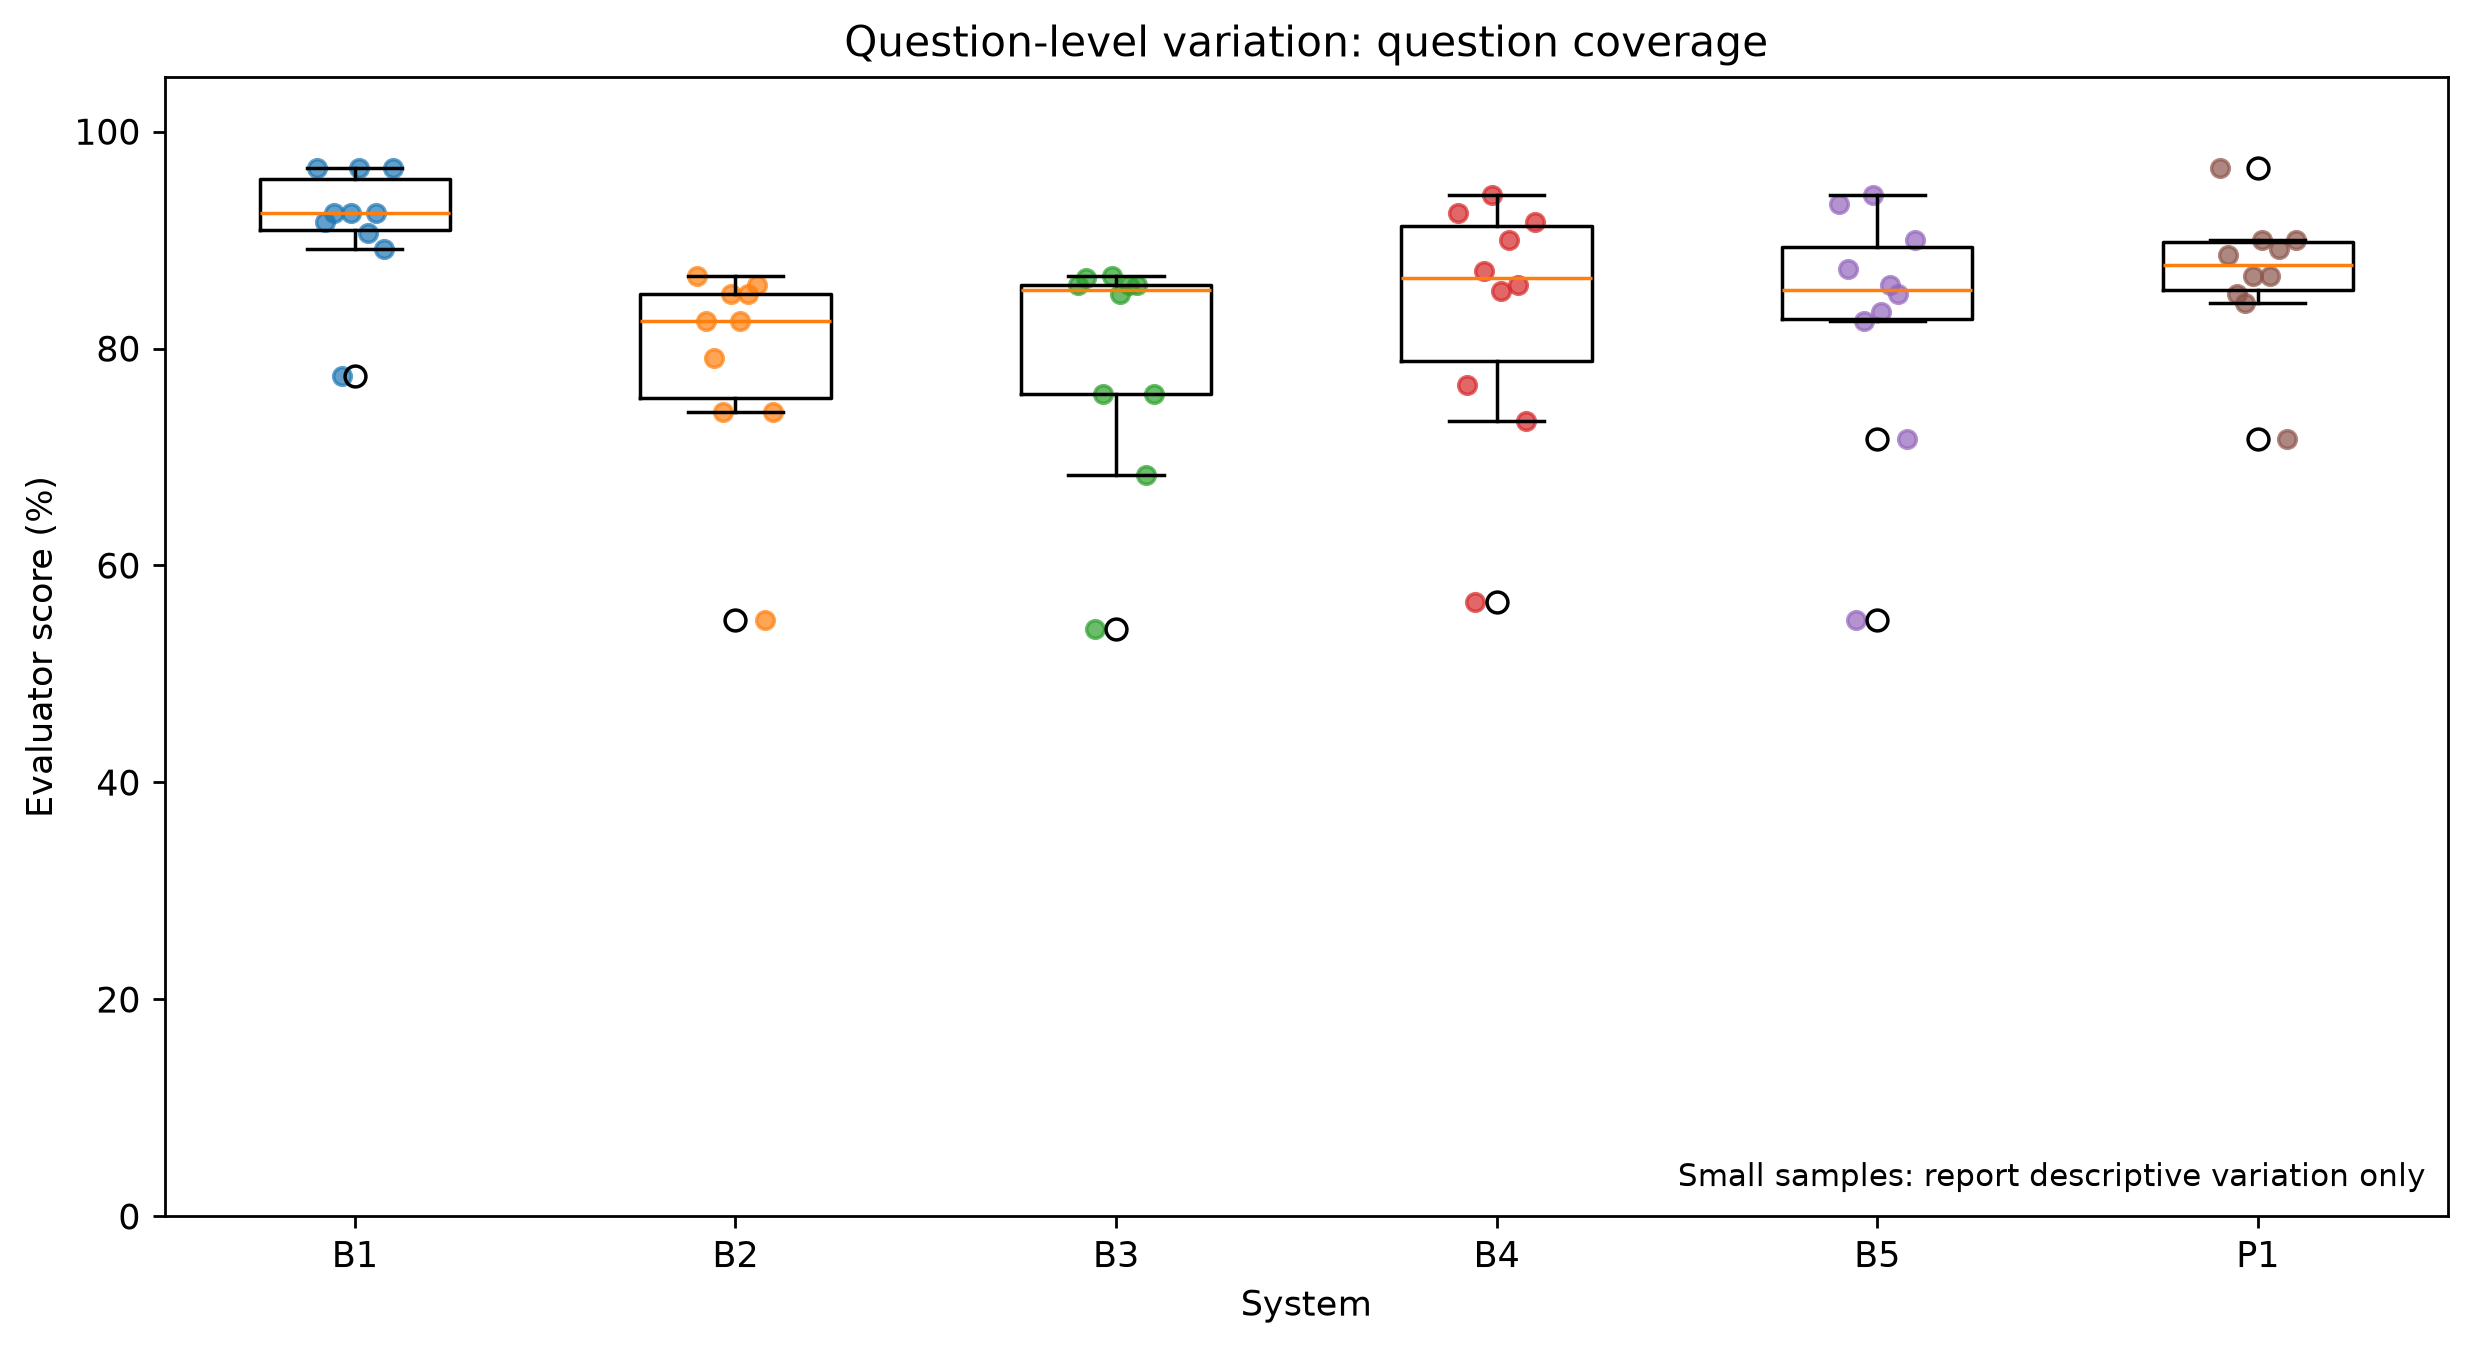 Question-level variation: question coverage
Evaluator score (%)
100
80
60
40
20
0
Small samples: report descriptive variation only
B1 B2 B3 B4 B5 P1
System